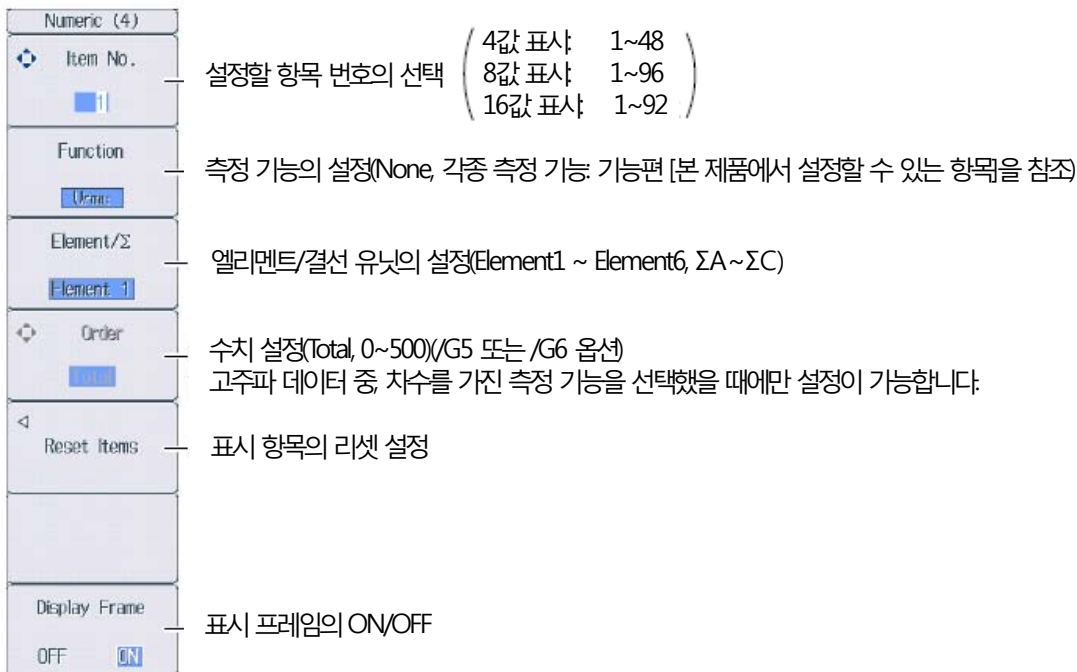 Numeric (4)
Item No.
1
설정할 항목 번호의 선택
4값 표시: 1~48
8값 표시: 1~96
16값 표시: 1~92
Function
Urms
측정 기능의 설정(None, 각종 측정 기능: 기능편 [본 제품에서 설정할 수 있는 항목]을 참조)
Element/Σ
Element 1
엘리멘트/결선 유닛의 설정(Element1 ~ Element6, ΣA~ΣC)
Order
Total
수치 설정(Total, 0~500)(/G5 또는 /G6 옵션)
고주파 데이터 중, 차수를 가진 측정 기능을 선택했을 때에만 설정이 가능합니다.
Reset Items
표시 항목의 리셋 설정
Display Frame
OFF ON
표시 프레임의 ON/OFF